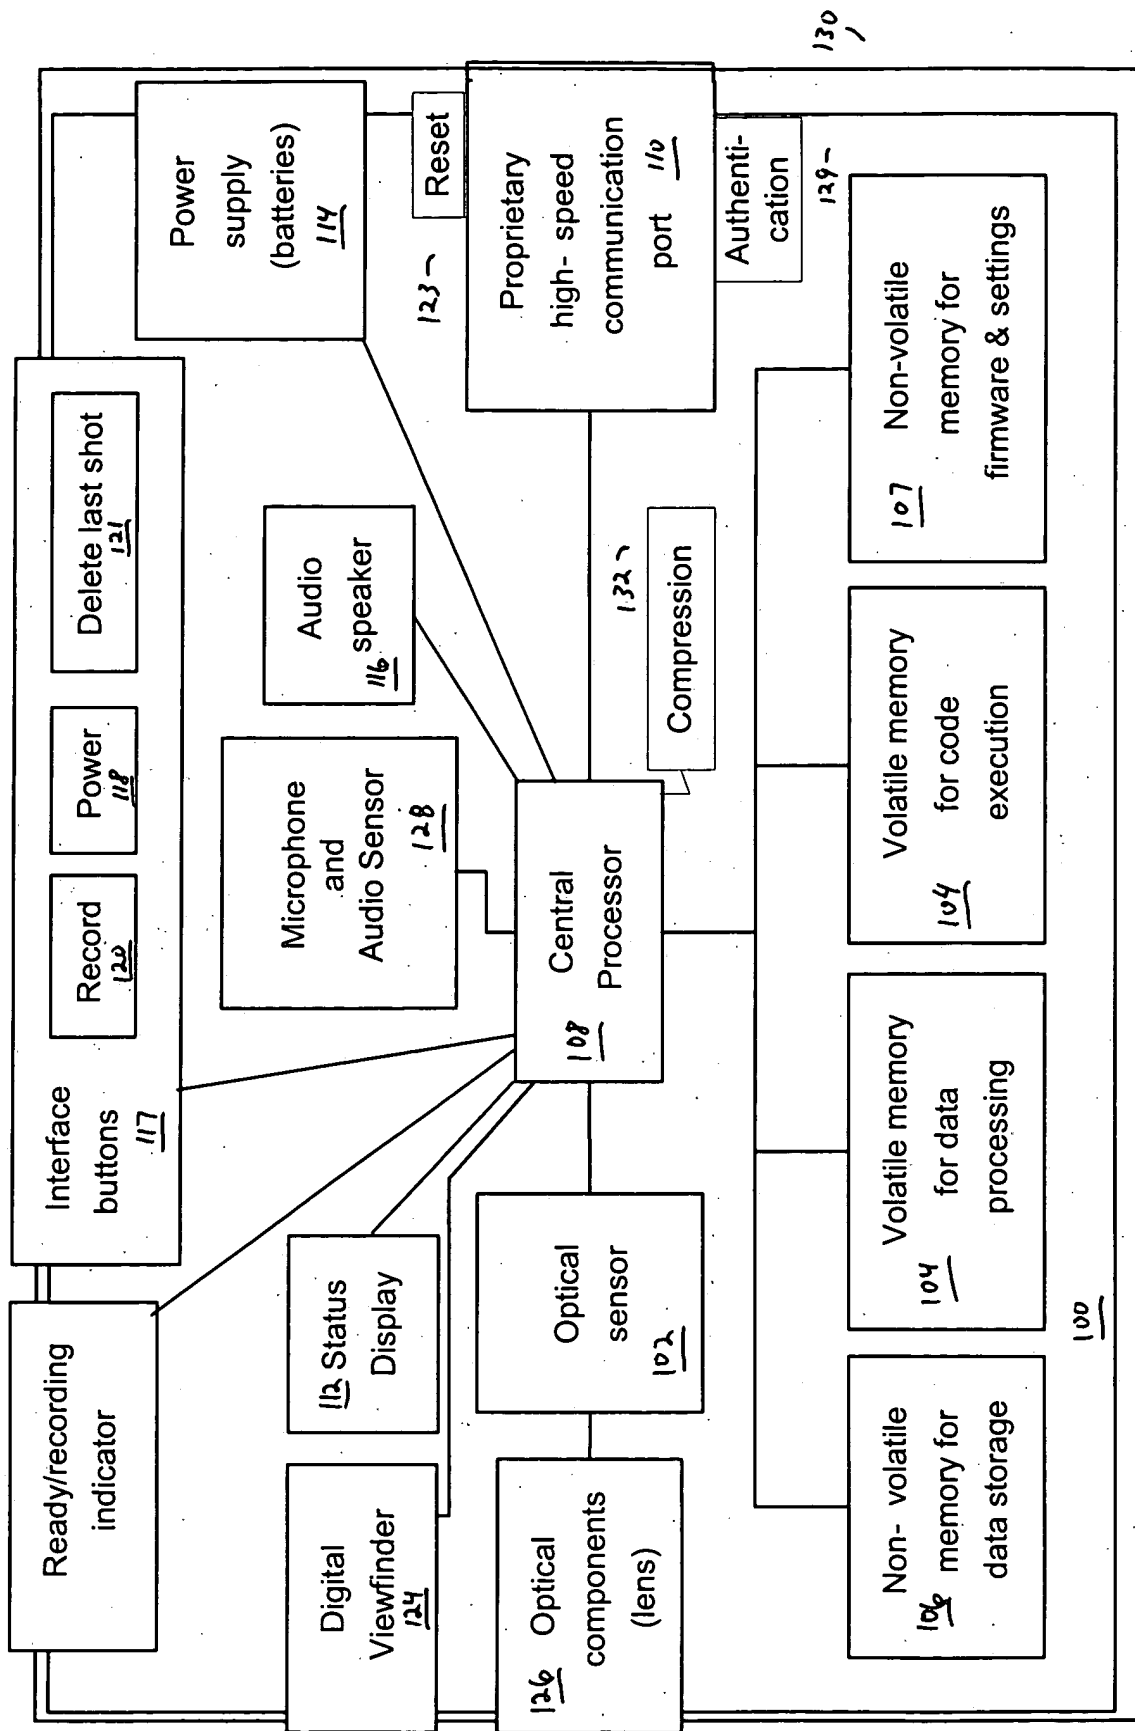 Ready/recording
indicator
Interface
buttons
117
Record
120
Power
118
Delete last shot
121
Digital
Viewfinder
124
112 Status
Display
Microphone
and
Audio Sensor
128
Audio
speaker
116
Power
supply
(batteries)
114
123
Reset
126 Optical
components
(lens)
Optical
sensor
102
Central
Processor
108
132
Compression
Proprietary
high- speed
communication
port 110
Authenti-
cation
129
130
Non- volatile
106 memory for
data storage
Volatile memory
for data
processing
104
Volatile memory
for code
execution
104
Non-volatile
memory for
firmware & settings
107
100